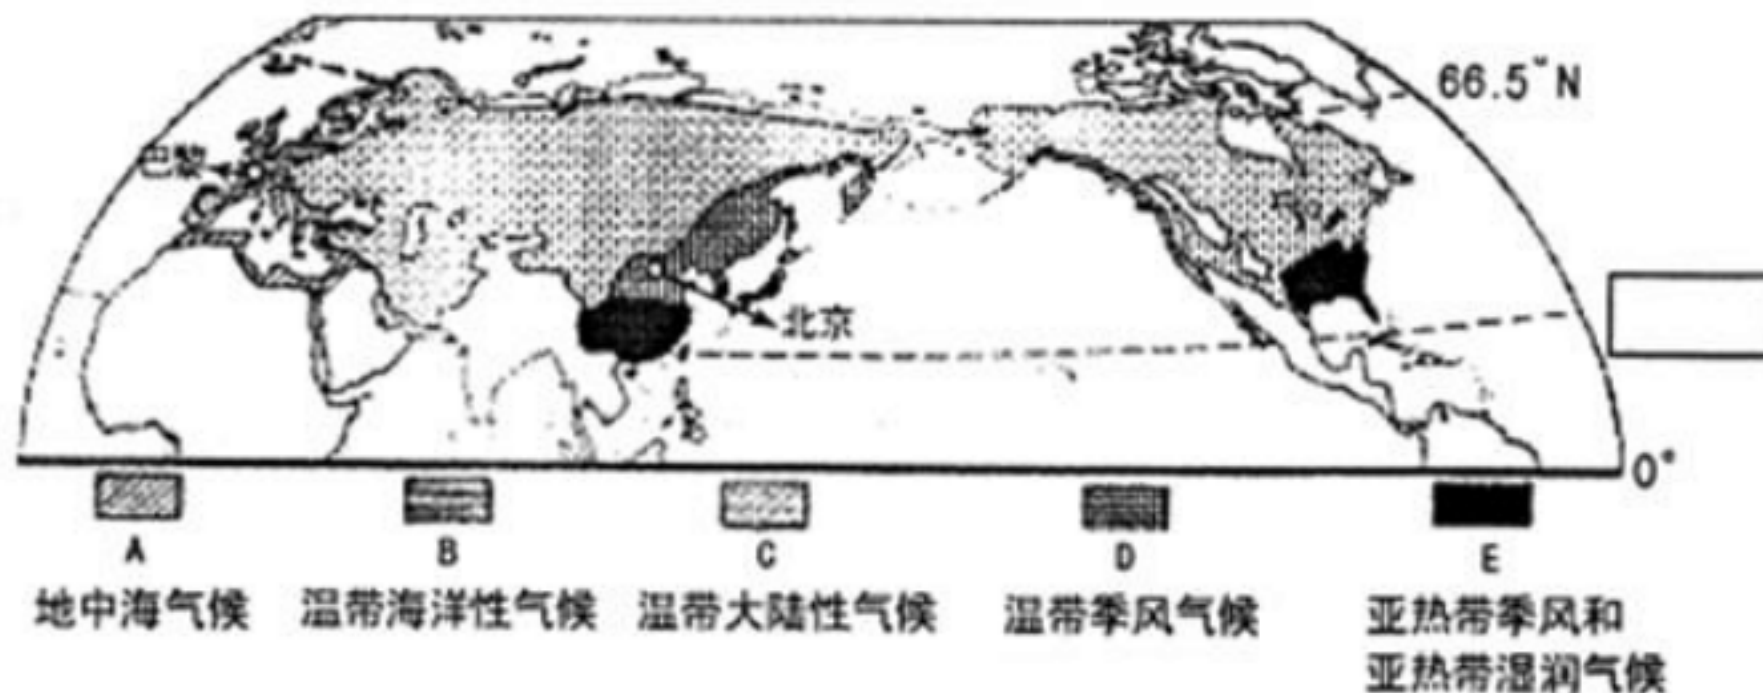 66.5°N
巴黎
北京
0°
A
B
C
D
E
地中海气候
温带海洋性气候
温带大陆性气候
温带季风气候
亚热带季风和
亚热带湿润气候